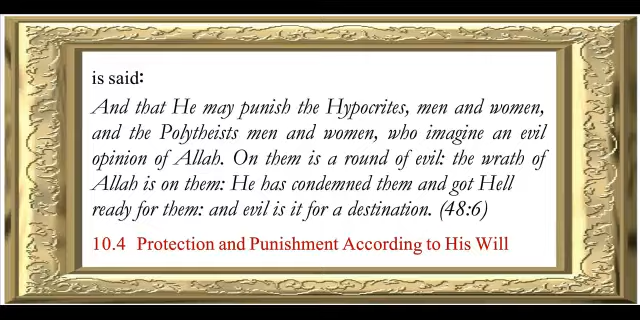 is said:
And that He may punish the Hypocrites, men and women,
and the Polytheists men and women, who imagine an evil
opinion of Allah. On them is a round of evil: the wrath of
Allah is on them: He has condemned them and got Hell
ready for them: and evil is it for a destination. (48:6)
10.4 Protection and Punishment According to His Will